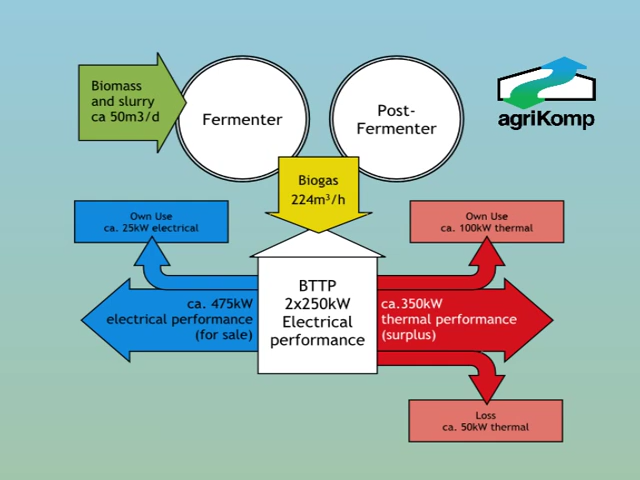 Biomass
and slurry
ca 50m3/d
Fermenter
Post-
Fermenter
agriKomp
Biogas
224m³/h
Own Use
ca. 25kW electrical
Own Use
ca. 100kW thermal
BTTP
2x250kW
Electrical
performance
ca. 475kW
electrical performance
(for sale)
ca.350kW
thermal performance
(surplus)
Loss
ca. 50kW thermal